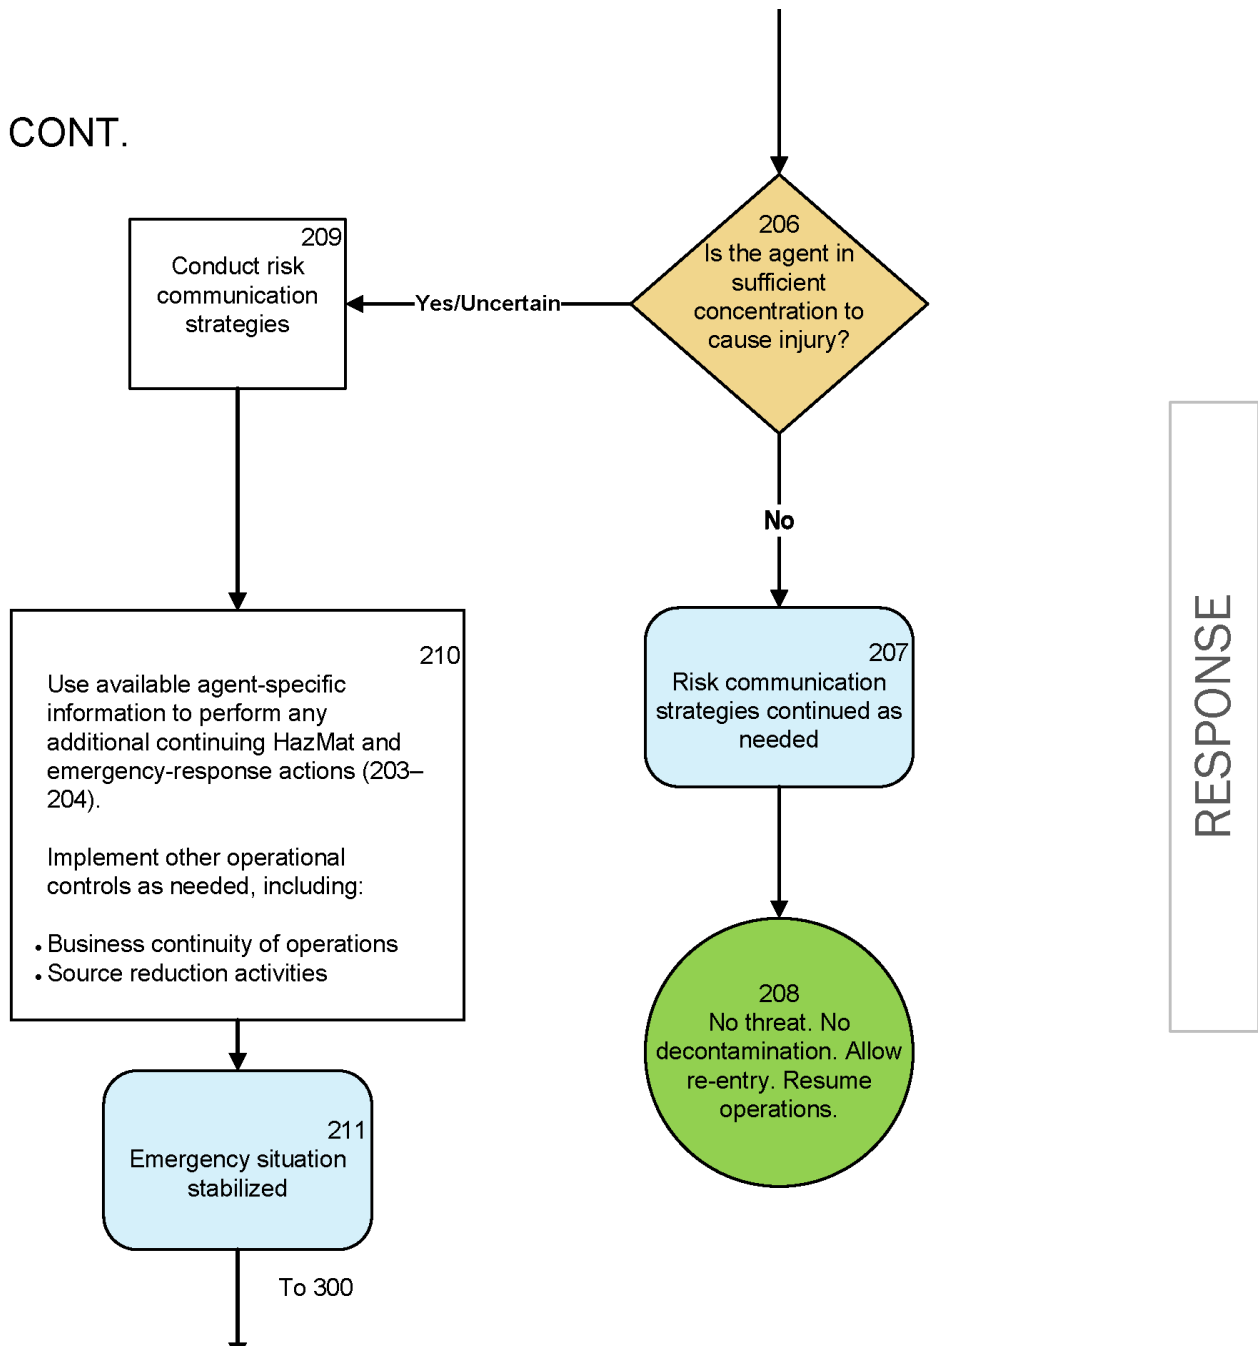 CONT.
206
Is the agent in
sufficient
concentration to
cause injury?
Yes/Uncertain
209
Conduct risk
communication
strategies
No
207
Risk communication
strategies continued as
needed
210
Use available agent-specific
information to perform any
additional continuing HazMat and
emergency-response actions (203–
204).
Implement other operational
controls as needed, including:
• Business continuity of operations
• Source reduction activities
208
No threat. No
decontamination. Allow
re-entry. Resume
operations.
211
Emergency situation
stabilized
To 300
RESPONSE